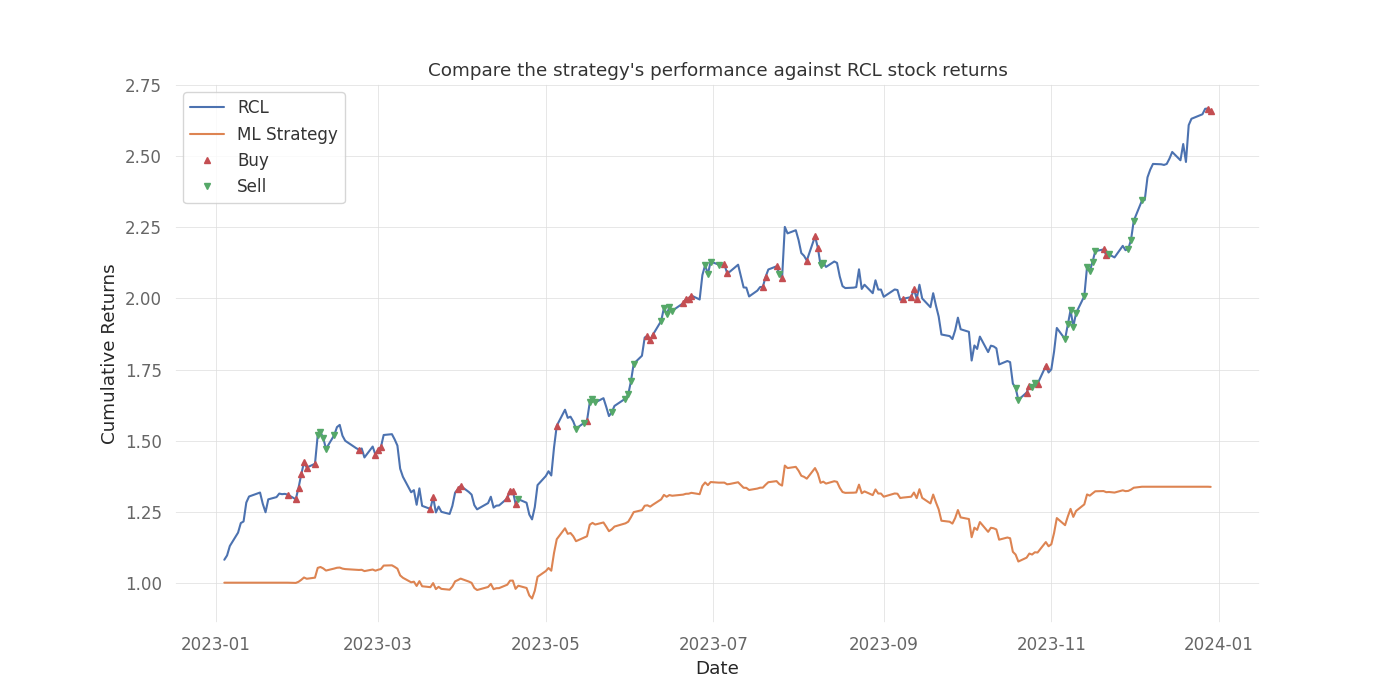 Compare the strategy's performance against RCL stock returns
RCL
ML Strategy
Buy
Sell
Cumulative Returns
2.75
2.50
2.25
2.00
1.75
1.50
1.25
1.00
2023-01
2023-03
2023-05
2023-07
2023-09
2023-11
2024-01
Date